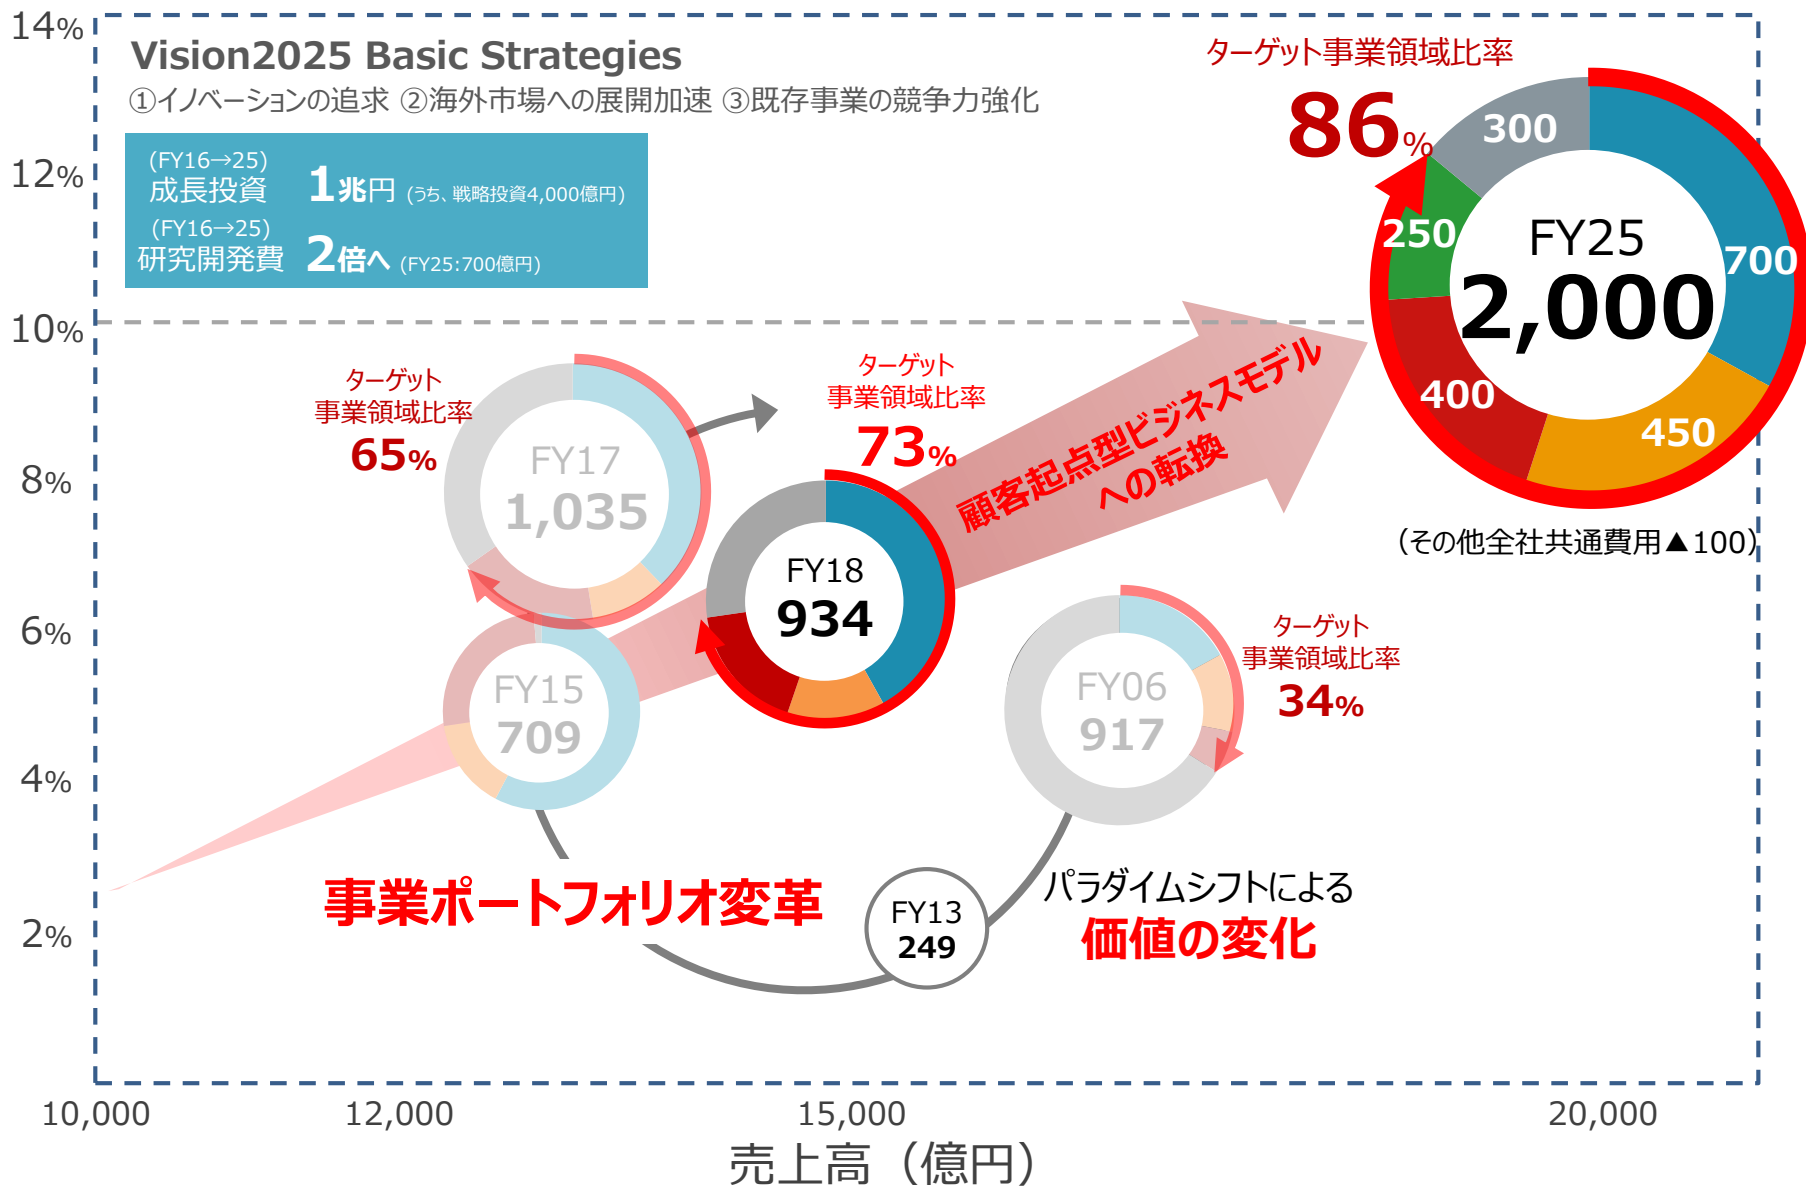 14%
12%
10%
8%
6%
4%
2%
Vision2025 Basic Strategies
①イノベーションの追求 ②海外市場への展開加速 ③既存事業の競争力強化
(FY16→25)
成長投資 1兆円 (うち、戦略投資4,000億円)
(FY16→25)
研究開発費 2倍へ (FY25:700億円)
ターゲット事業領域比率
86%
300
250
700
400
450
FY25
2,000
(その他全社共通費用▲100)
ターゲット
事業領域比率
65%
FY17
1,035
ターゲット
事業領域比率
73%
FY18
934
顧客起点型ビジネスモデル
への転換
FY15
709
FY06
917
ターゲット
事業領域比率
34%
事業ポートフォリオ変革
FY13
249
パラダイムシフトによる
価値の変化
10,000 12,000 15,000 20,000
売上高（億円）